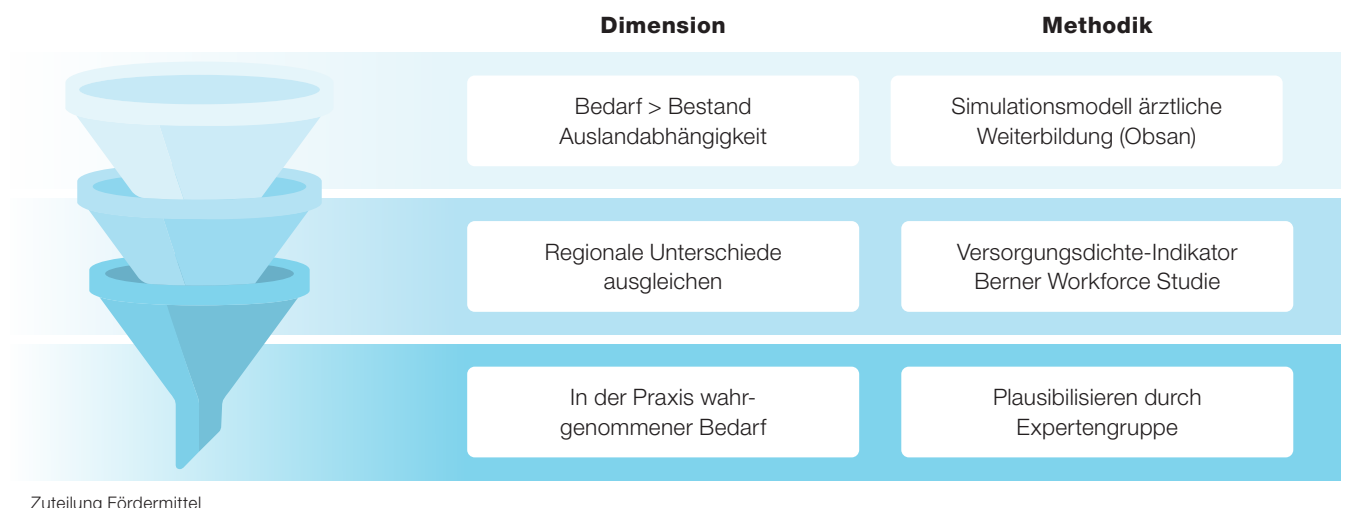 Dimension
Methodik
Bedarf > Bestand
Auslandabhängigkeit
Simulationsmodell ärztliche
Weiterbildung (Obsan)
Regionale Unterschiede
ausgleichen
Versorgungsdichte-Indikator
Berner Workforce Studie
In der Praxis wahr-
genommener Bedarf
Plausibilisieren durch
Expertengruppe
Zuteilung Fördermittel